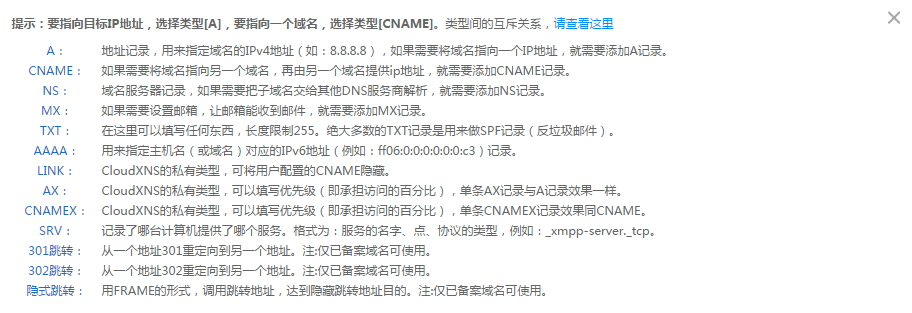 提示：要指向目标IP地址，选择类型[A]，要指向一个域名，选择类型[CNAME]。类型间的互斥关系，请查看这里
A： 地址记录，用来指定域名的IPv4地址（如：8.8.8.8），如果需要将域名指向一个IP地址，就需要添加A记录。
CNAME： 如果需要将域名指向另一个域名，再由另一个域名提供ip地址，就需要添加CNAME记录。
NS： 域名服务器记录，如果需要把子域名交给其他DNS服务商解析，就需要添加NS记录。
MX： 如果需要设置邮箱，让邮箱能收到邮件，就需要添加MX记录。
TXT： 在这里可以填写任何东西，长度限制255。绝大多数的TXT记录是用来做SPF记录（反垃圾邮件）。
AAAA： 用来指定主机名（或域名）对应的IPv6地址（例如：ff06:0:0:0:0:0:0:c3）记录。
LINK： CloudXNS的私有类型，可将用户配置的CNAME隐藏。
AX： CloudXNS的私有类型，可以填写优先级（即承担访问的百分比），单条AX记录与A记录效果一样。
CNAMEX： CloudXNS的私有类型，可以填写优先级（即承担访问的百分比），单条CNAMEX记录效果同CNAME。
SRV： 记录了哪台计算机提供了哪个服务。格式为：服务的名字、点、协议的类型，例如：_xmpp-server._tcp。
301跳转： 从一个地址301重定向到另一个地址。注:仅已备案域名可使用。
302跳转： 从一个地址302重定向到另一个地址。注:仅已备案域名可使用。
隐式跳转： 用FRAME的形式，调用跳转地址，达到隐藏跳转地址目的。注:仅已备案域名可使用。